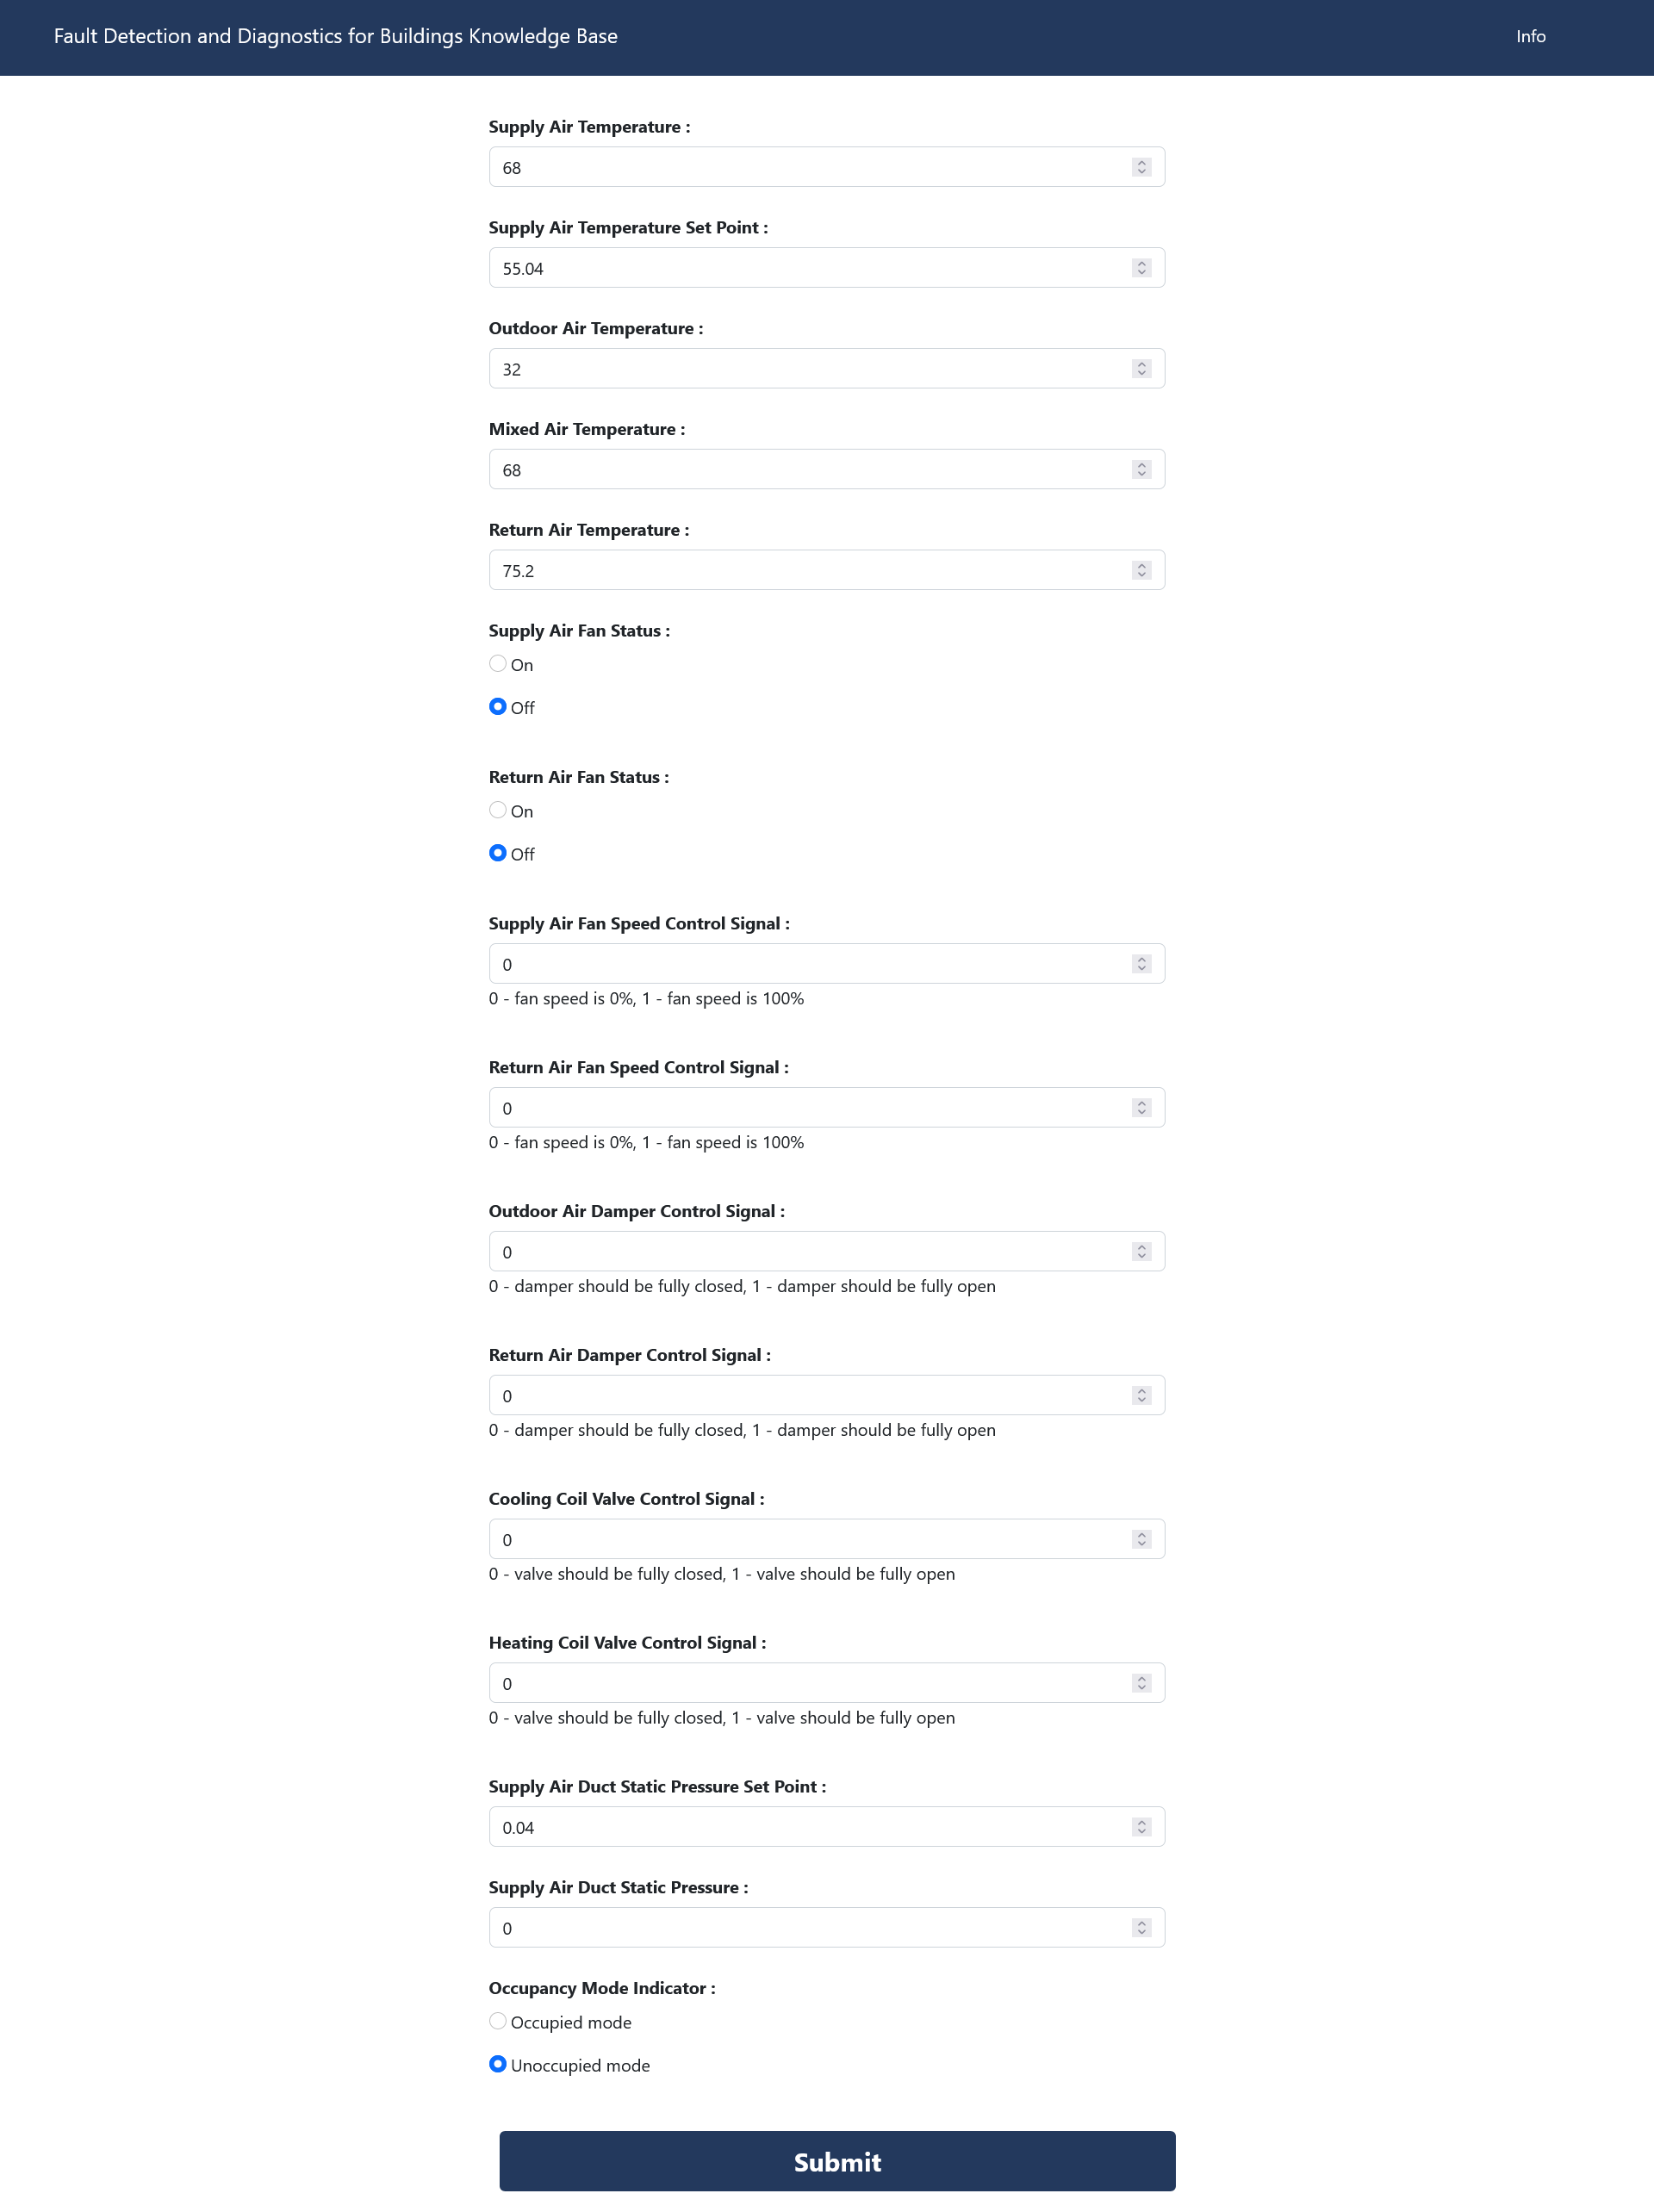 Fault Detection and Diagnostics for Buildings Knowledge Base
Info
Supply Air Temperature :
68
Supply Air Temperature Set Point :
55.04
Outdoor Air Temperature :
32
Mixed Air Temperature :
68
Return Air Temperature :
75.2
Supply Air Fan Status :
On
Off
Return Air Fan Status :
On
Off
Supply Air Fan Speed Control Signal :
0
0 - fan speed is 0%, 1 - fan speed is 100%
Return Air Fan Speed Control Signal :
0
0 - fan speed is 0%, 1 - fan speed is 100%
Outdoor Air Damper Control Signal :
0
0 - damper should be fully closed, 1 - damper should be fully open
Return Air Damper Control Signal :
0
0 - damper should be fully closed, 1 - damper should be fully open
Cooling Coil Valve Control Signal :
0
0 - valve should be fully closed, 1 - valve should be fully open
Heating Coil Valve Control Signal :
0
0 - valve should be fully closed, 1 - valve should be fully open
Supply Air Duct Static Pressure Set Point :
0.04
Supply Air Duct Static Pressure :
0
Occupancy Mode Indicator :
Occupied mode
Unoccupied mode
Submit